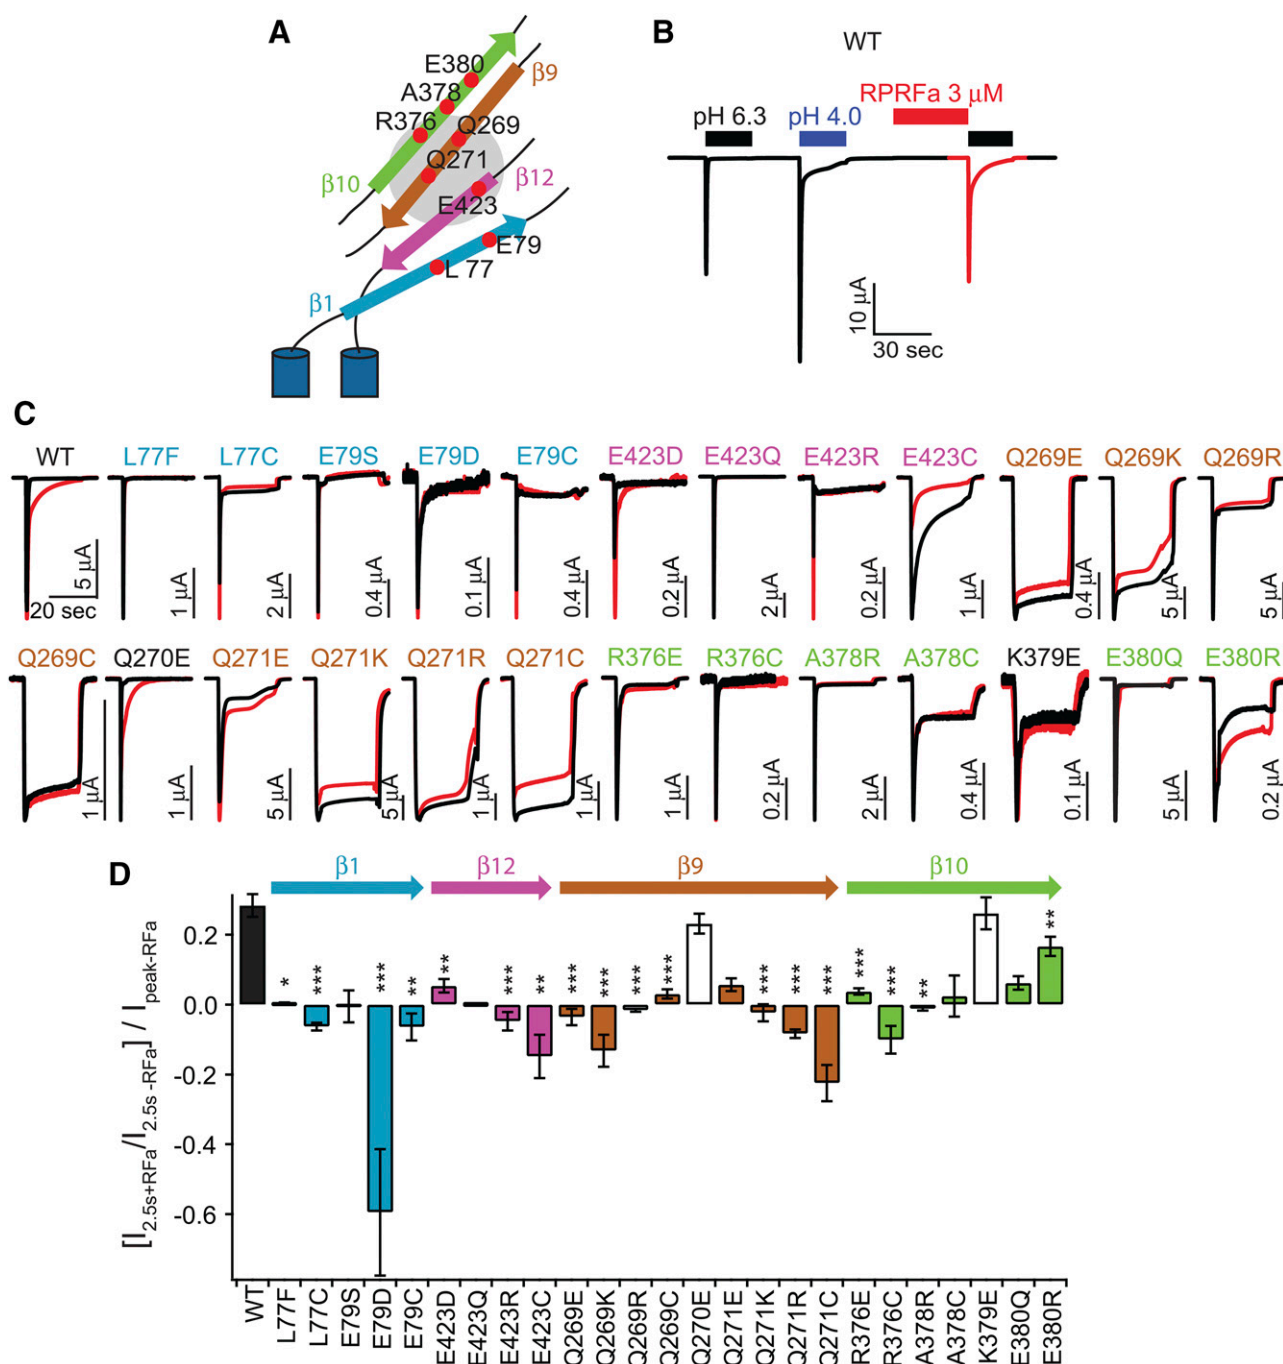 A
E380
β9
A378
R376
Q269
Q271
β10
β12
E423
E79
L 77
β1
B
WT
RPRFa 3 μM
pH 6.3
pH 4.0
10 μA
30 sec
C
WT L77F L77C E79S E79D E79C E423D E423Q E423R E423C Q269E Q269K Q269R
5 μA 1 μA 2 μA 0.4 μA 0.1 μA 0.4 μA 0.2 μA 2 μA 0.2 μA 1 μA 0.4 μA 5 μA 5 μA
20 sec
Q269C Q270E Q271E Q271K Q271R Q271C R376E R376C A378R A378C K379E E380Q E380R
1 μA 1 μA 5 μA 5 μA 1 μA 1 μA 1 μA 0.2 μA 2 μA 0.4 μA 0.1 μA 5 μA 0.2 μA
D
β1 β12 β9 β10
[I2.5s+RFa/I2.5s -RFa] / Ipeak-RFa
0.2
0.0
-0.2
-0.4
-0.6
* *** *** ** ** *** ** *** *** *** *** *** *** *** *** *** ** **
WT L77F L77C E79S E79D E79C E423D E423Q E423R E423C Q269E Q269K Q269R Q269C Q270E Q271E Q271K Q271R Q271C R376E R376C A378R A378C K379E E380Q E380R